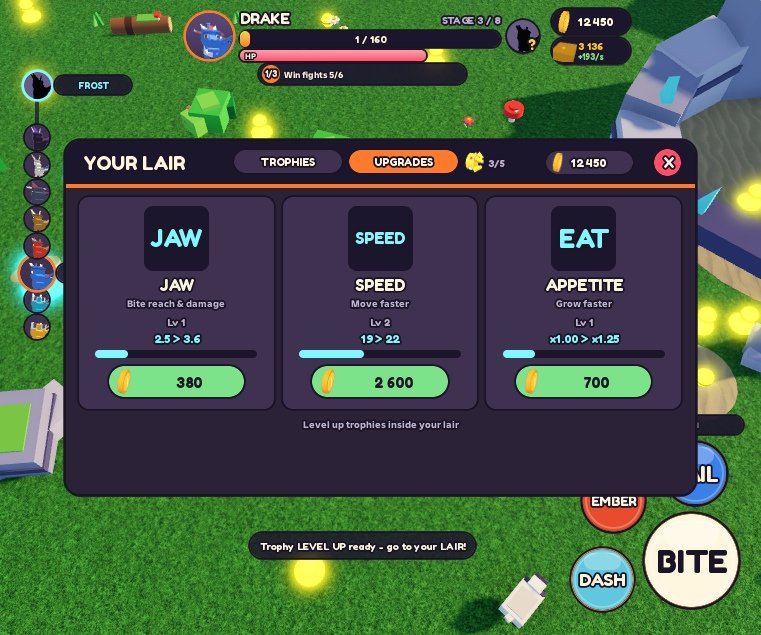 DRAKE
STAGE 3 / 8
1 / 160
HP
1/3 Win fights 5/6
?
12 450
3 136
+193/s
FROST
YOUR LAIR
TROPHIES
UPGRADES
3/5
12 450
X
JAW
JAW
Bite reach & damage
Lv 1
2.5 > 3.6
380
SPEED
SPEED
Move faster
Lv 2
19 > 22
2 600
EAT
APPETITE
Grow faster
Lv 1
x1.00 > x1.25
700
Level up trophies inside your lair
Trophy LEVEL UP ready - go to your LAIR!
EMBER
DASH
BITE